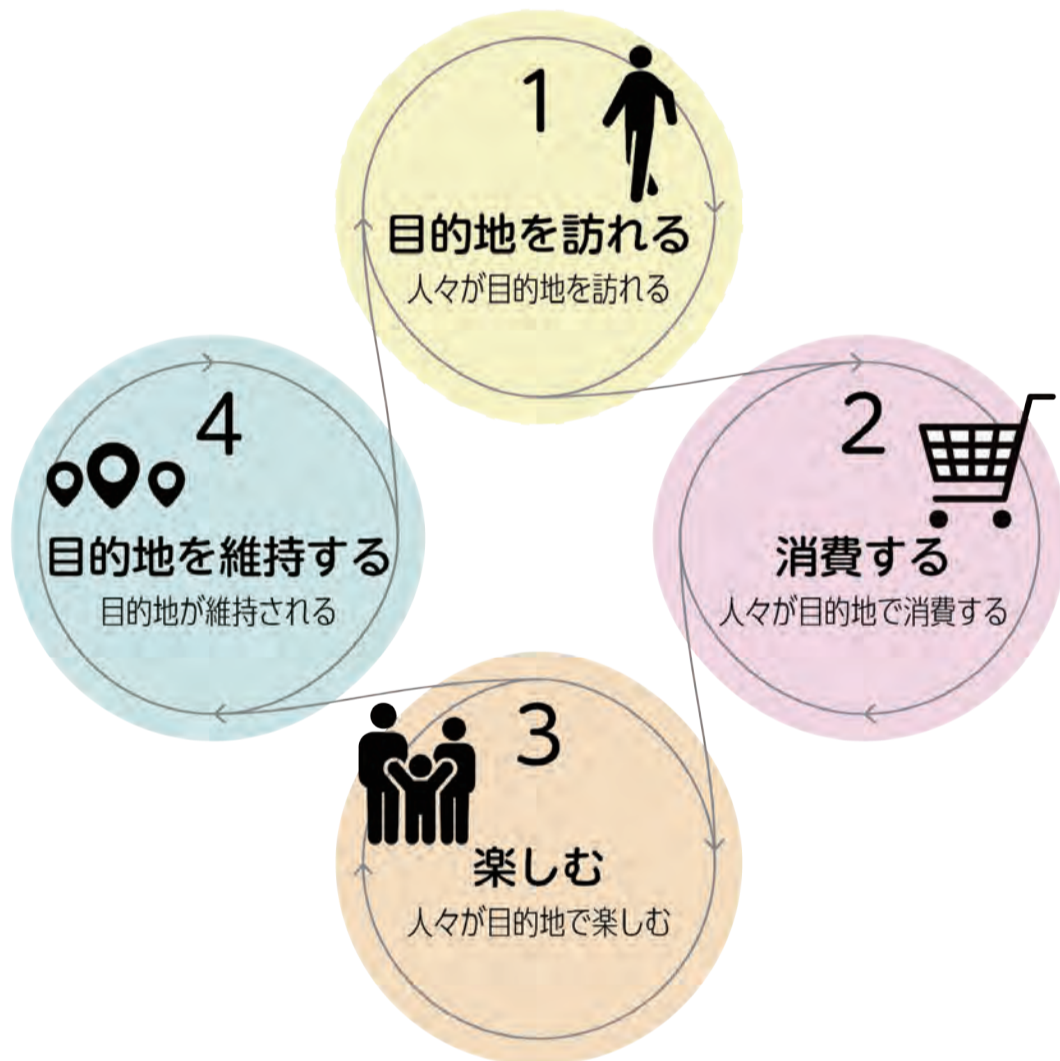 1
目的地を訪れる
人々が目的地を訪れる
2
消費する
人々が目的地で消費する
3
楽しむ
人々が目的地で楽しむ
4
目的地を維持する
目的地が維持される